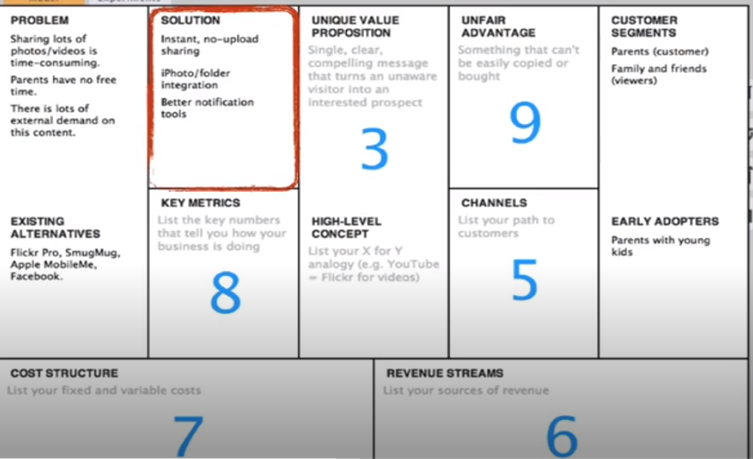 PROBLEM
Sharing lots of
photos/videos is
time-consuming.
Parents have no free
time.
There is lots of
external demand on
this content.
EXISTING
ALTERNATIVES
Flickr Pro, SmugMug,
Apple MobileMe,
Facebook.
SOLUTION
Instant, no-upload
sharing
iPhoto/folder
integration
Better notification
tools
KEY METRICS
List the key numbers
that tell you how your
business is doing
8
UNIQUE VALUE
PROPOSITION
Single, clear,
compelling message
that turns an unaware
visitor into an
interested prospect
3
HIGH-LEVEL
CONCEPT
List your X for Y
analogy (e.g. YouTube
= Flickr for videos)
UNFAIR
ADVANTAGE
Something that can't
be easily copied or
bought
9
CHANNELS
List your path to
customers
5
CUSTOMER
SEGMENTS
Parents (customer)
Family and friends
(viewers)
EARLY ADOPTERS
Parents with young
kids
COST STRUCTURE
List your fixed and variable costs
7
REVENUE STREAMS
List your sources of revenue
6